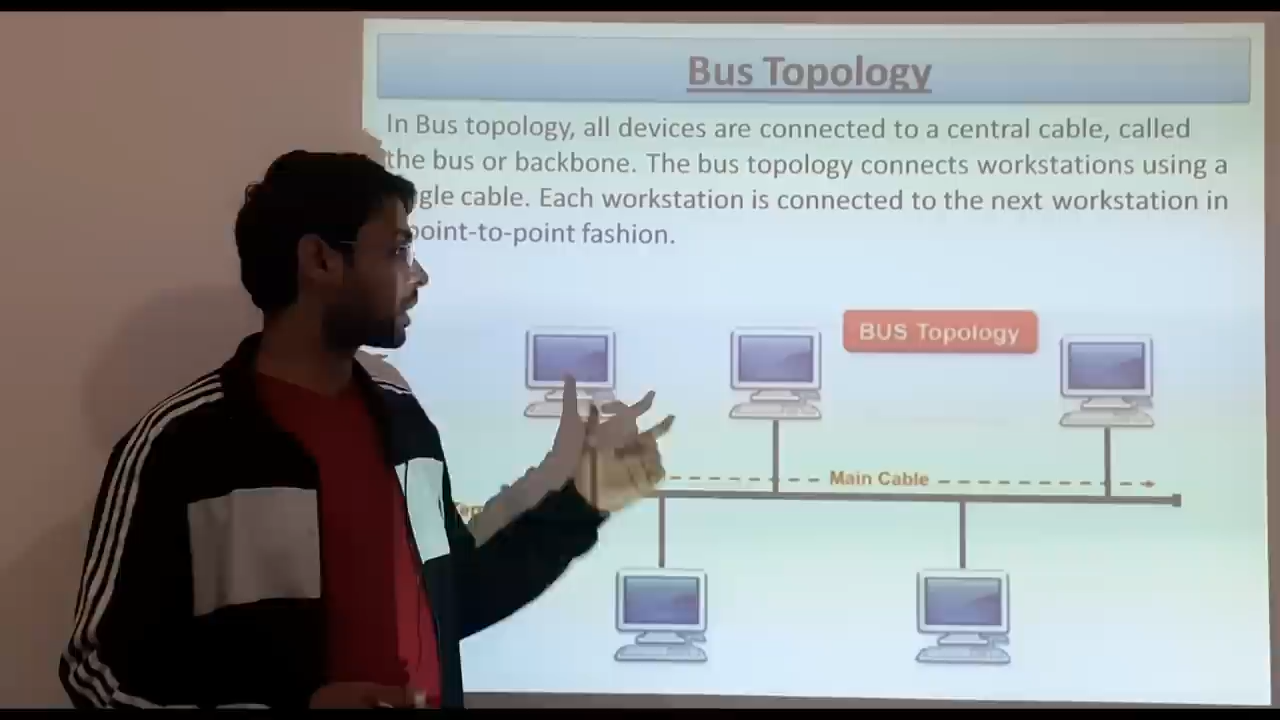 Bus Topology
In Bus topology, all devices are connected to a central cable, called
the bus or backbone. The bus topology connects workstations using a
gle cable. Each workstation is connected to the next workstation in
point-to-point fashion.
BUS Topology
Main Cable